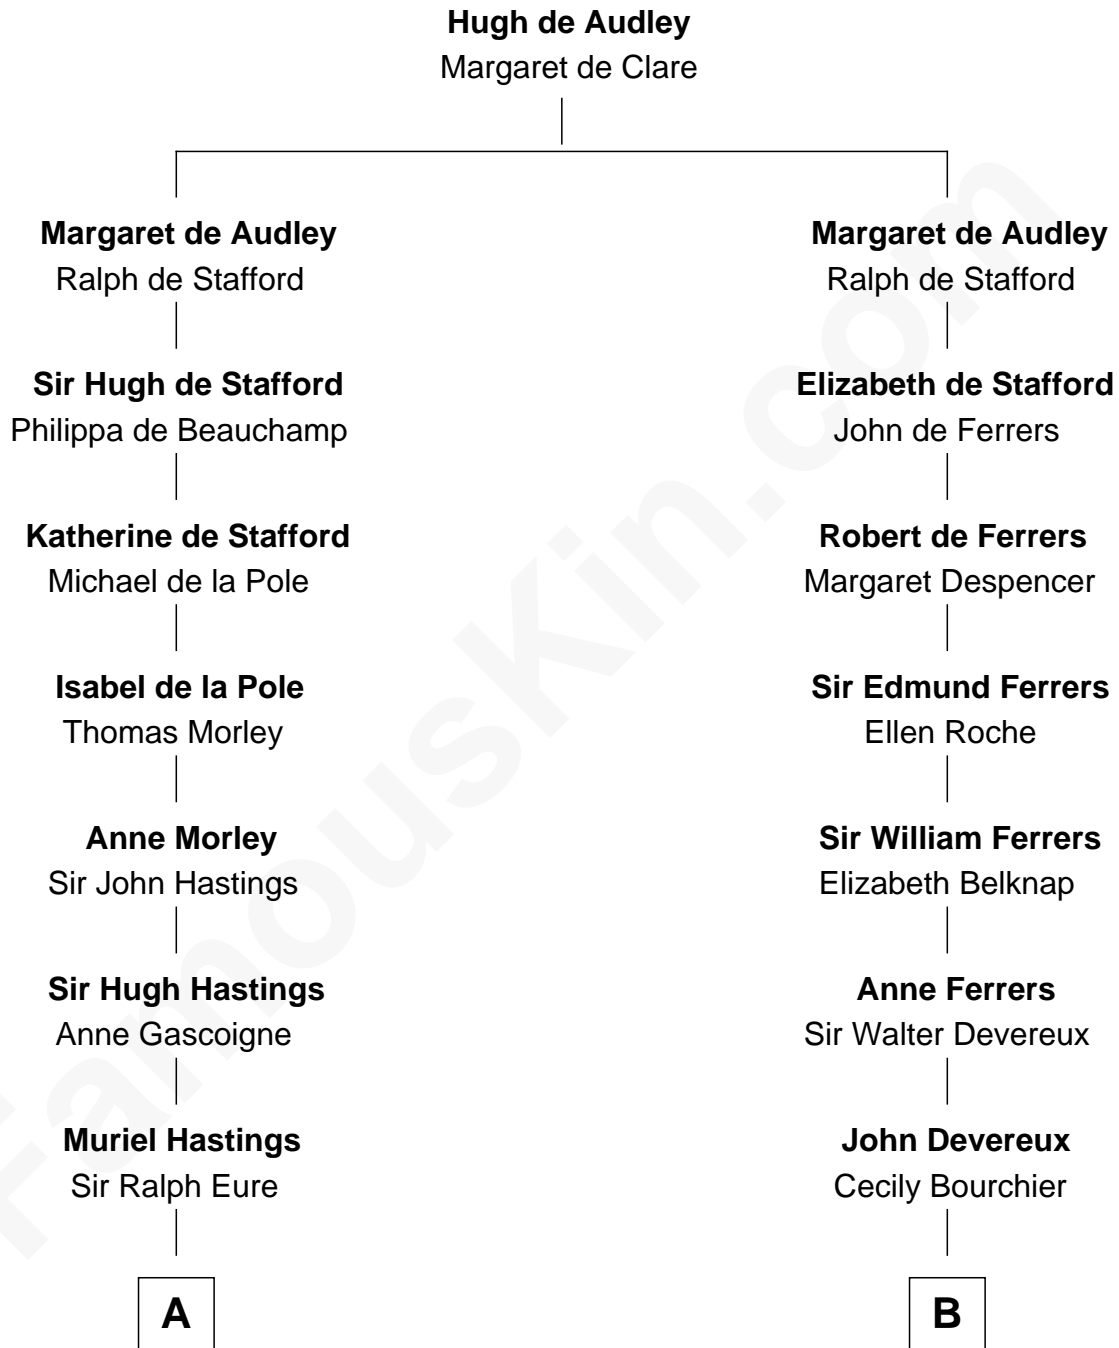 Hugh de Audley
Margaret de Clare
Margaret de Audley
Ralph de Stafford
Margaret de Audley
Ralph de Stafford
Sir Hugh de Stafford
Philippa de Beauchamp
Elizabeth de Stafford
John de Ferrers
Katherine de Stafford
Michael de la Pole
Robert de Ferrers
Margaret Despencer
Isabel de la Pole
Thomas Morley
Sir Edmund Ferrers
Ellen Roche
Anne Morley
Sir John Hastings
Sir William Ferrers
Elizabeth Belknap
Sir Hugh Hastings
Anne Gascoigne
Anne Ferrers
Sir Walter Devereux
Muriel Hastings
Sir Ralph Eure
John Devereux
Cecily Bourchier
A
B
FamousKin.com